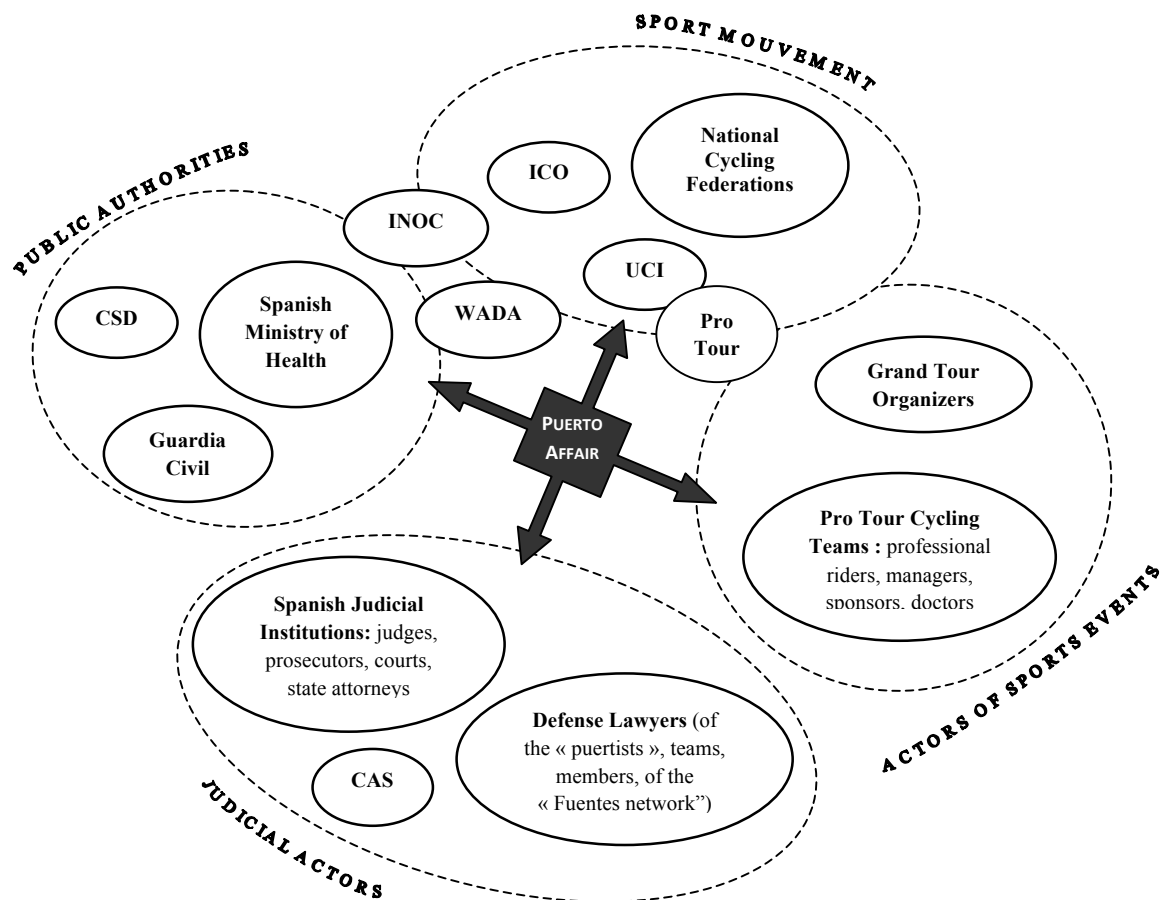 SPORT MOUVEMENT
National
Cycling
Federations
ICO
PUBLIC AUTHORITIES
INOC
UCI
CSD
Spanish
Ministry of
Health
WADA
Pro
Tour
Grand Tour
Organizers
PUERTO
AFFAIR
Guardia
Civil
Pro Tour Cycling
Teams : professional
riders, managers,
sponsors, doctors
ACTORS OF SPORTS EVENTS
Spanish Judicial
Institutions: judges,
prosecutors, courts,
state attorneys
Defense Lawyers (of
the « puertists », teams,
members, of the
« Fuentes network”)
CAS
JUDICIAL ACTORS